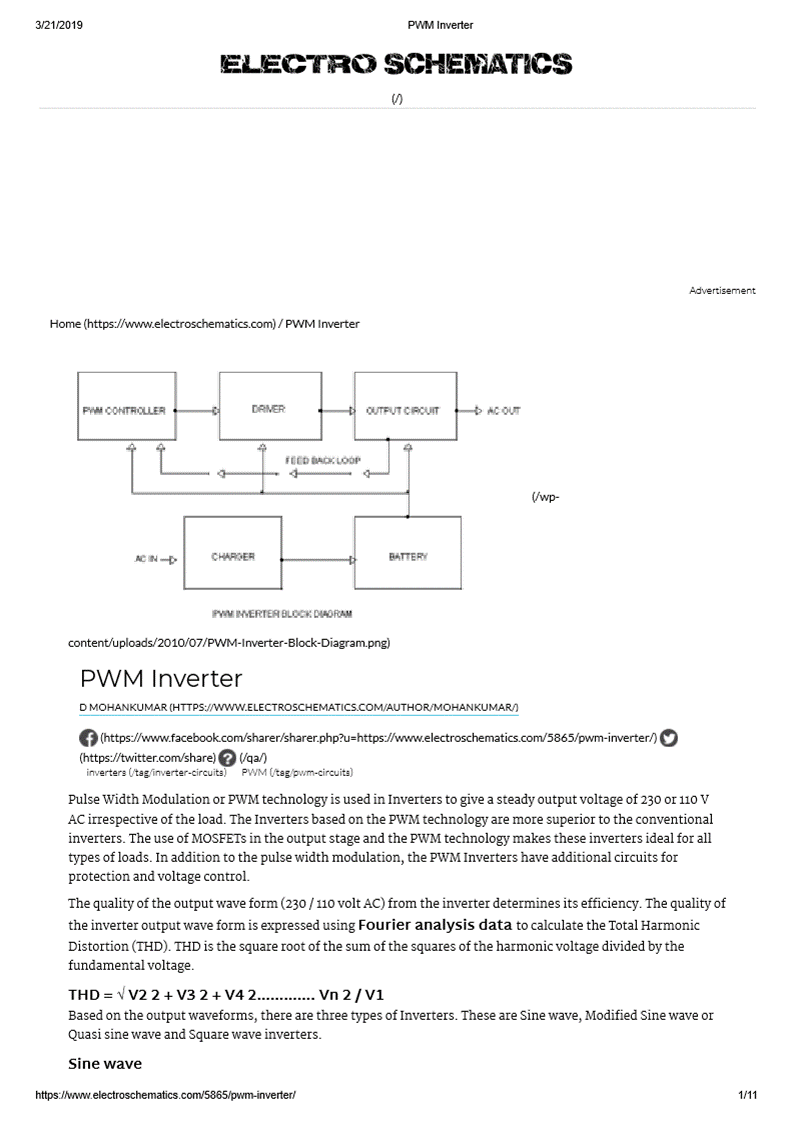 3/21/2019 PWM Inverter
ELECTRO SCHEMATICS
(/)
Advertisement
Home (https://www.electroschematics.com) / PWM Inverter
PWM CONTROLLER DRIVER OUTPUT CIRCUIT AC OUT
FEED BACK LOOP
(/wp-
AC IN CHARGER BATTERY
PWM INVERTER BLOCK DIAGRAM
content/uploads/2010/07/PWM-Inverter-Block-Diagram.png)
PWM Inverter
D MOHANKUMAR (HTTPS://WWW.ELECTROSCHEMATICS.COM/AUTHOR/MOHANKUMAR/)
(https://www.facebook.com/sharer/sharer.php?u=https://www.electroschematics.com/5865/pwm-inverter/)
(https://twitter.com/share) ? (/qa/)
inverters (/tag/inverter-circuits) PWM (/tag/pwm-circuits)
Pulse Width Modulation or PWM technology is used in Inverters to give a steady output voltage of 230 or 110 V
AC irrespective of the load. The Inverters based on the PWM technology are more superior to the conventional
inverters. The use of MOSFETs in the output stage and the PWM technology makes these inverters ideal for all
types of loads. In addition to the pulse width modulation, the PWM Inverters have additional circuits for
protection and voltage control.
The quality of the output wave form (230 / 110 volt AC) from the inverter determines its efficiency. The quality of
the inverter output wave form is expressed using Fourier analysis data to calculate the Total Harmonic
Distortion (THD). THD is the square root of the sum of the squares of the harmonic voltage divided by the
fundamental voltage.
THD = √ V2 2 + V3 2 + V4 2............. Vn 2 / V1
Based on the output waveforms, there are three types of Inverters. These are Sine wave, Modified Sine wave or
Quasi sine wave and Square wave inverters.
Sine wave
https://www.electroschematics.com/5865/pwm-inverter/ 1/11